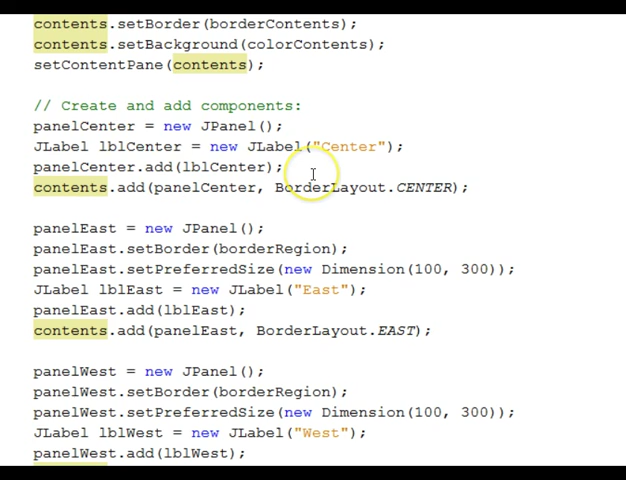 contents.setBorder(borderContents);
contents.setBackground(colorContents);
setContentPane(contents);
// Create and add components:
panelCenter = new JPanel();
JLabel lblCenter = new JLabel("Center");
panelCenter.add(lblCenter);
contents.add(panelCenter, BorderLayout.CENTER);
panelEast = new JPanel();
panelEast.setBorder(borderRegion);
panelEast.setPreferredSize(new Dimension(100, 300));
JLabel lblEast = new JLabel("East");
panelEast.add(lblEast);
contents.add(panelEast, BorderLayout.EAST);
panelWest = new JPanel();
panelWest.setBorder(borderRegion);
panelWest.setPreferredSize(new Dimension(100, 300));
JLabel lblWest = new JLabel("West");
panelWest.add(lblWest);